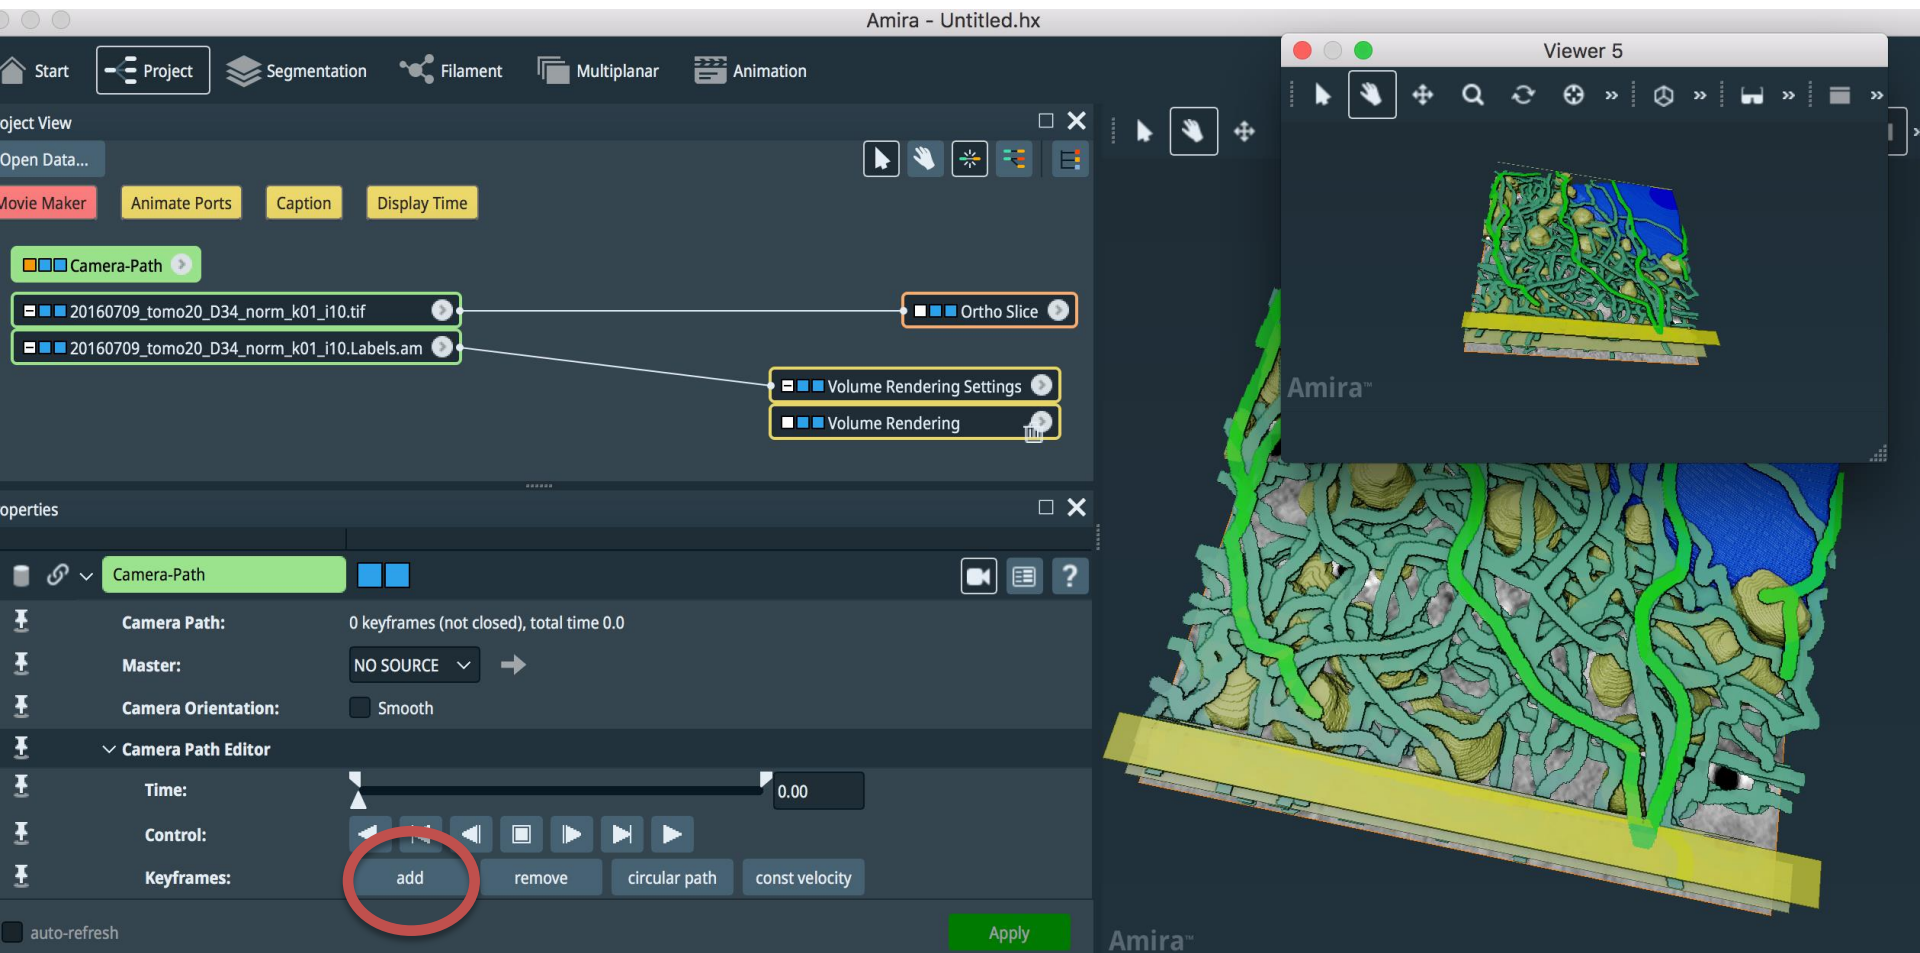 Amira - Untitled.hx
Start
Project
Segmentation
Filament
Multiplanar
Animation
Viewer 5
oject View
Open Data...
Movie Maker
Animate Ports
Caption
Display Time
Camera-Path
20160709_tomo20_D34_norm_k01_i10.tif
Ortho Slice
20160709_tomo20_D34_norm_k01_i10.Labels.am
Volume Rendering Settings
Volume Rendering
Amira™
operties
Camera-Path
?
Camera Path:
0 keyframes (not closed), total time 0.0
Master:
NO SOURCE
Camera Orientation:
Smooth
Camera Path Editor
Time:
0.00
Control:
Keyframes:
add
remove
circular path
const velocity
auto-refresh
Apply
Amira™